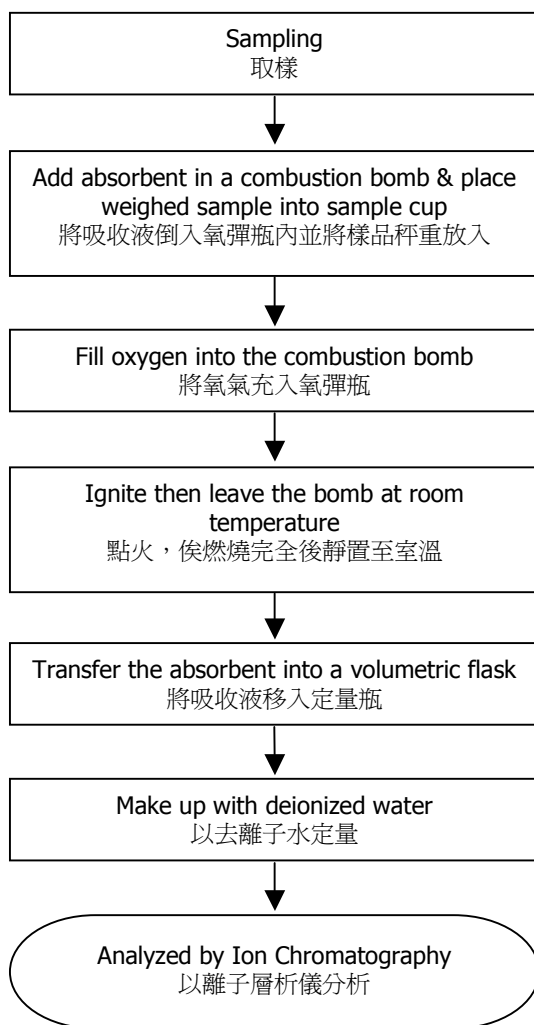 Sampling
取樣
Add absorbent in a combustion bomb & place
weighed sample into sample cup
將吸收液倒入氧彈瓶內並將樣品秤重放入
Fill oxygen into the combustion bomb
將氧氣充入氧彈瓶
Ignite then leave the bomb at room
temperature
點火，俟燃燒完全後靜置至室溫
Transfer the absorbent into a volumetric flask
將吸收液移入定量瓶
Make up with deionized water
以去離子水定量
Analyzed by Ion Chromatography
以離子層析儀分析